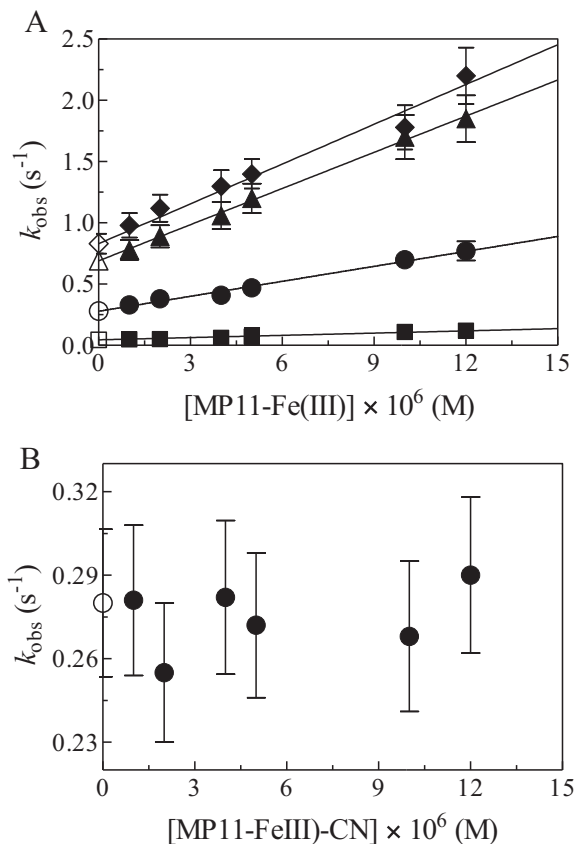 A
2.5
2.0
1.5
1.0
0.5
0.0
k_obs (s⁻¹)
0 3 6 9 12 15
[MP11-Fe(III)] × 10⁶ (M)
B
0.32
0.29
0.26
0.23
k_obs (s⁻¹)
0 3 6 9 12 15
[MP11-FeIII)-CN] × 10⁶ (M)